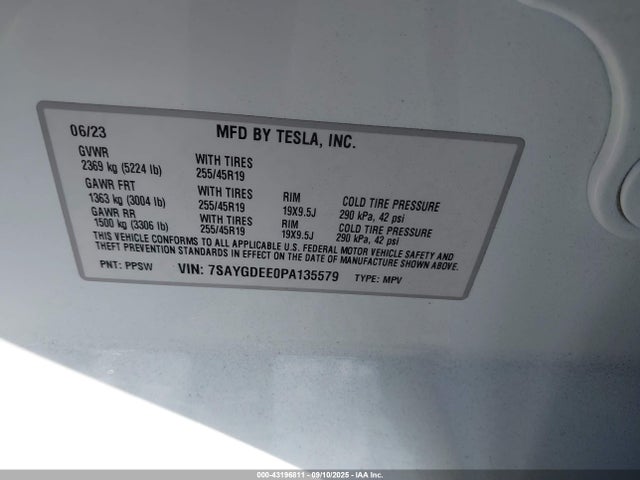 06/23 MFD BY TESLA, INC.
GVWR
2369 kg (5224 lb) WITH TIRES
255/45R19
GAWR FRT
1363 kg (3004 lb) WITH TIRES RIM COLD TIRE PRESSURE
255/45R19 19X9.5J 290 kPa, 42 psi
GAWR RR
1500 kg (3306 lb) WITH TIRES RIM COLD TIRE PRESSURE
255/45R19 19X9.5J 290 kPa, 42 psi
THIS VEHICLE CONFORMS TO ALL APPLICABLE U.S. FEDERAL MOTOR VEHICLE SAFETY AND
THEFT PREVENTION STANDARDS IN EFFECT ON THE DATE OF MANUFACTURE SHOWN ABOVE.
PNT: PPSW VIN: 7SAYGDEE0PA135579 TYPE: MPV
000-43196811 - 09/10/2025 - IAA Inc.